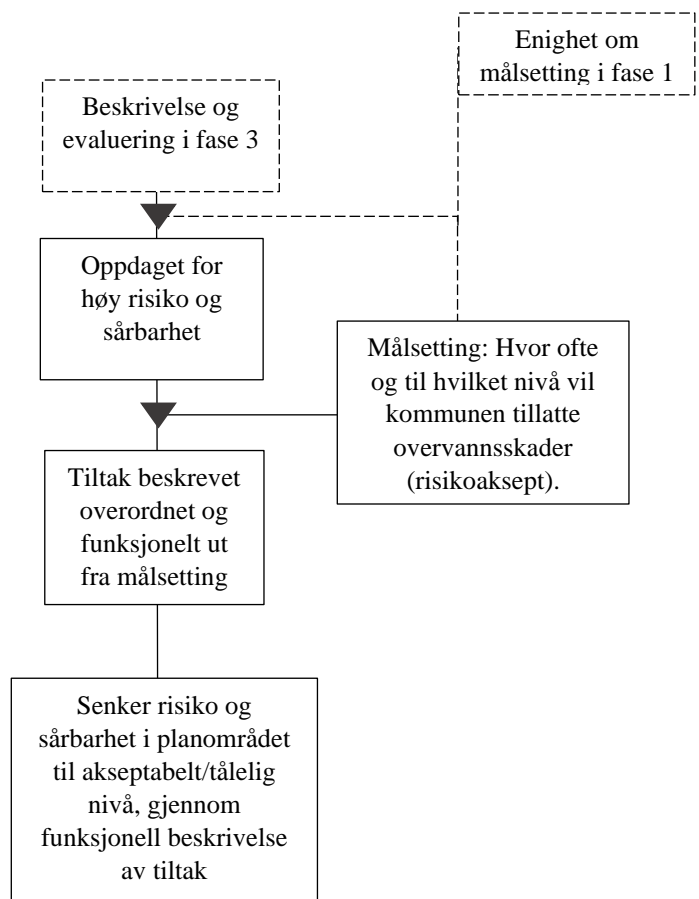 Enighet om
målsetting i fase 1
Beskrivelse og
evaluering i fase 3
Oppdaget for
høy risiko og
sårbarhet
Målsetting: Hvor ofte
og til hvilket nivå vil
kommunen tillatte
overvannsskader
(risikoaksept).
Tiltak beskrevet
overordnet og
funksjonelt ut
fra målsetting
Senker risiko og
sårbarhet i planområdet
til akseptabelt/tålelig
nivå, gjennom
funksjonell beskrivelse
av tiltak